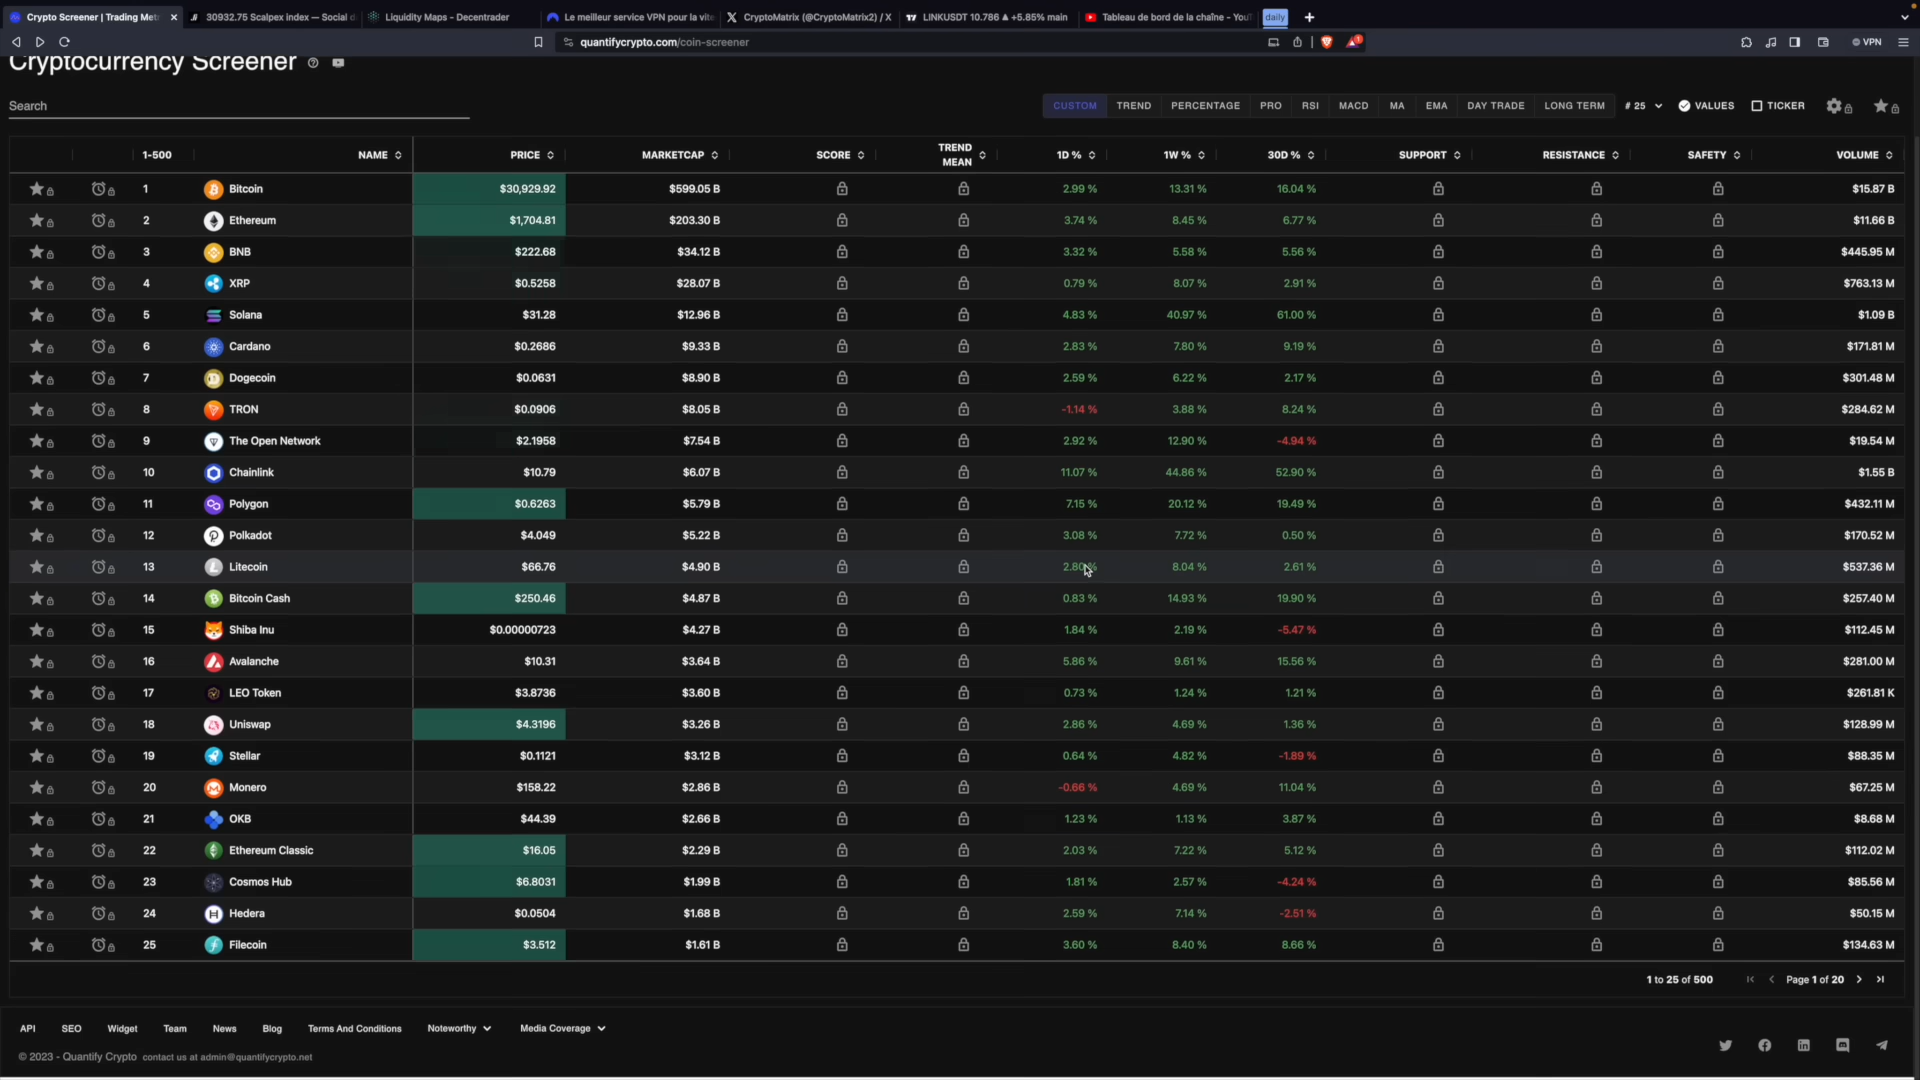 Crypto Screener | Trading Met
30932.75 Scalpex index — Social d
Liquidity Maps - Decentrader
Le meilleur service VPN pour la vite
CryptoMatrix (@CryptoMatrix2) / X
LINKUSDT 10.786 ▲ +5.85% main
Tableau de bord de la chaîne - YouT
daily
quantifycrypto.com/coin-screener
VPN
Cryptocurrency Screener
Search
CUSTOM TREND PERCENTAGE PRO RSI MACD MA EMA DAY TRADE LONG TERM # 25 VALUES TICKER
1-500 NAME PRICE MARKETCAP SCORE TREND MEAN 1D % 1W % 30D % SUPPORT RESISTANCE SAFETY VOLUME
1 Bitcoin $30,929.92 $599.05 B 2.99 % 13.31 % 16.04 % $15.87 B
2 Ethereum $1,704.81 $203.30 B 3.74 % 8.45 % 6.77 % $11.66 B
3 BNB $222.68 $34.12 B 3.32 % 5.58 % 5.56 % $445.95 M
4 XRP $0.5258 $28.07 B 0.79 % 8.07 % 2.91 % $763.13 M
5 Solana $31.28 $12.96 B 4.83 % 40.97 % 61.00 % $1.09 B
6 Cardano $0.2686 $9.33 B 2.83 % 7.80 % 9.19 % $171.81 M
7 Dogecoin $0.0631 $8.90 B 2.59 % 6.22 % 2.17 % $301.48 M
8 TRON $0.0906 $8.05 B -1.14 % 3.88 % 8.24 % $284.62 M
9 The Open Network $2.1958 $7.54 B 2.92 % 12.90 % -4.94 % $19.54 M
10 Chainlink $10.79 $6.07 B 11.07 % 44.86 % 52.90 % $1.55 B
11 Polygon $0.6263 $5.79 B 7.15 % 20.12 % 19.49 % $432.11 M
12 Polkadot $4.049 $5.22 B 3.08 % 7.72 % 0.50 % $170.52 M
13 Litecoin $66.76 $4.90 B 2.80 % 8.04 % 2.61 % $537.36 M
14 Bitcoin Cash $250.46 $4.87 B 0.83 % 14.93 % 19.90 % $257.40 M
15 Shiba Inu $0.00000723 $4.27 B 1.84 % 2.19 % -5.47 % $112.45 M
16 Avalanche $10.31 $3.64 B 5.86 % 9.61 % 15.56 % $281.00 M
17 LEO Token $3.8736 $3.60 B 0.73 % 1.24 % 1.21 % $261.81 K
18 Uniswap $4.3196 $3.26 B 2.86 % 4.69 % 1.36 % $128.99 M
19 Stellar $0.1121 $3.12 B 0.64 % 4.82 % -1.89 % $88.35 M
20 Monero $158.22 $2.86 B -0.66 % 4.69 % 11.04 % $67.25 M
21 OKB $44.39 $2.66 B 1.23 % 1.13 % 3.87 % $8.68 M
22 Ethereum Classic $16.05 $2.29 B 2.03 % 7.22 % 5.12 % $112.02 M
23 Cosmos Hub $6.8031 $1.99 B 1.81 % 2.57 % -4.24 % $85.56 M
24 Hedera $0.0504 $1.68 B 2.59 % 7.14 % -2.51 % $50.15 M
25 Filecoin $3.512 $1.61 B 3.60 % 8.40 % 8.66 % $134.63 M
1 to 25 of 500 Page 1 of 20
API SEO Widget Team News Blog Terms And Conditions Noteworthy Media Coverage
© 2023 - Quantify Crypto contact us at admin@quantifycrypto.net